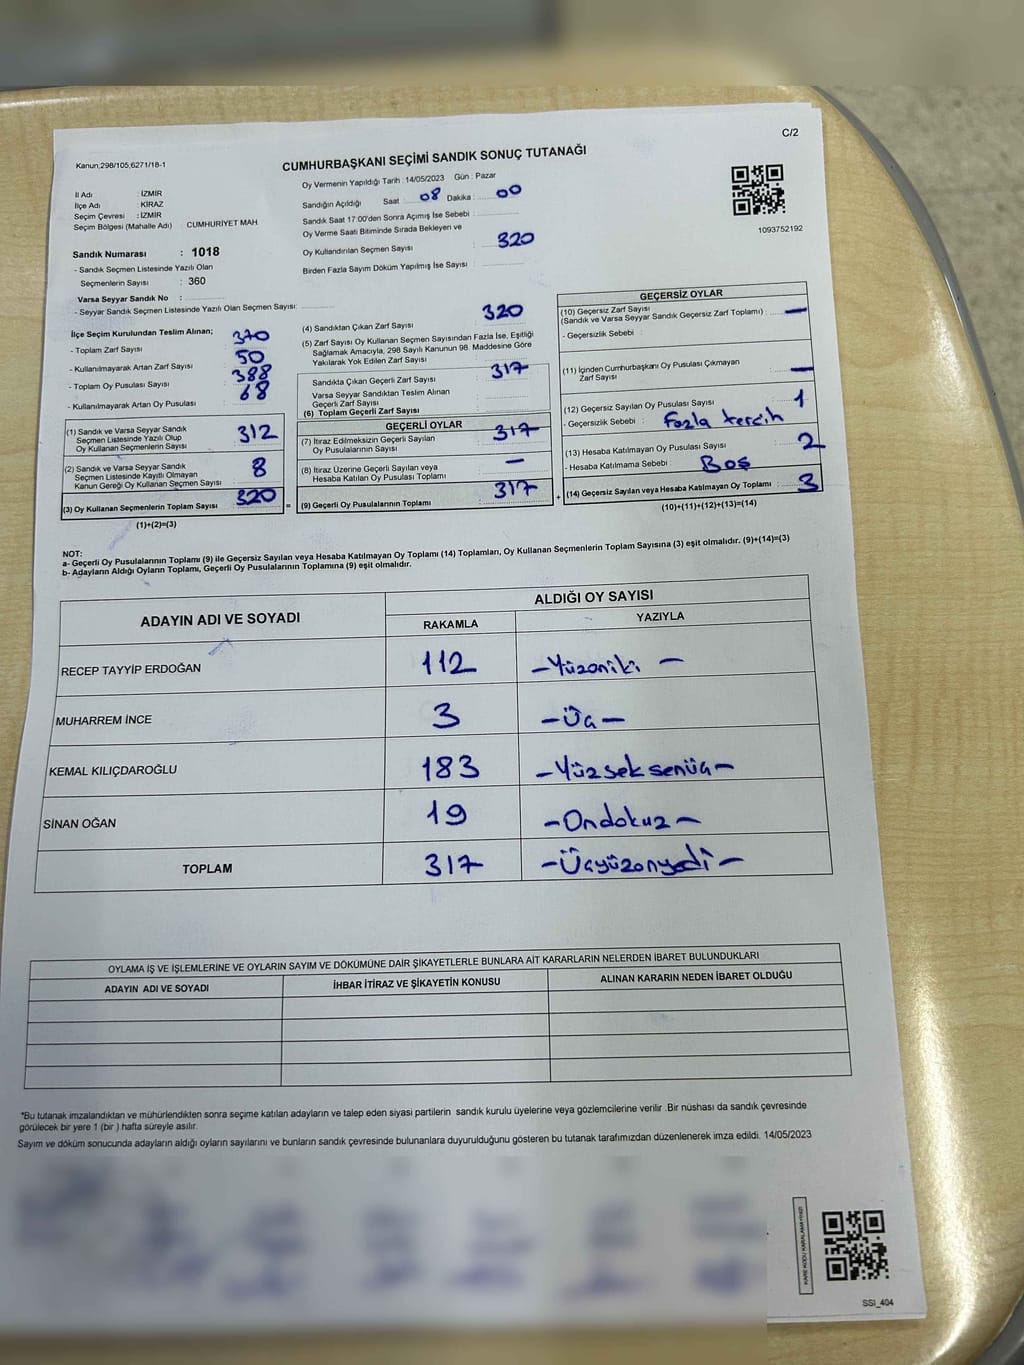 C/2
Kanun,298/105,6271/18-1
CUMHURBAŞKANI SEÇİMİ SANDIK SONUÇ TUTANAĞI
İl Adı : İZMİR
İlçe Adı : KİRAZ
Seçim Çevresi : İZMİR
Seçim Bölgesi (Mahalle Adı) CUMHURİYET MAH
Sandık Numarası : 1018
- Sandık Seçmen Listesinde Yazılı Olan
Seçmenlerin Sayısı : 360
Varsa Seyyar Sandık No :
- Seyyar Sandık Seçmen Listesinde Yazılı Olan Seçmen Sayısı:
Oy Vermenin Yapıldığı Tarih : 14/05/2023 Gün : Pazar
Sandığın Açıldığı Saat : 08 Dakika : 00
Sandık Saat 17:00'den Sonra Açımış İse Sebebi :
Oy Verme Saati Bitiminde Sırada Bekleyen ve
Oy Kullandırılan Seçmen Sayısı : 320
Birden Fazla Sayım Döküm Yapılmış İse Sayısı :
1093752192
İlçe Seçim Kurulundan Teslim Alınan;
- Toplam Zarf Sayısı : 370
- Kullanılmayarak Artan Zarf Sayısı : 50
- Toplam Oy Pusulası Sayısı : 388
- Kullanılmayarak Artan Oy Pusulası : 68
(1) Sandık ve Varsa Seyyar Sandık
Seçmen Listesinde Yazılı Olup
Oy Kullanan Seçmenlerin Sayısı : 312
(2) Sandık ve Varsa Seyyar Sandık
Seçmen Listesinde Kayıtlı Olmayan
Kanun Gereği Oy Kullanan Seçmen Sayısı : 8
(3) Oy Kullanan Seçmenlerin Toplam Sayısı : 320
(1)+(2)=(3)
(4) Sandıktan Çıkan Zarf Sayısı : 320
(5) Zarf Sayısı Oy Kullanan Seçmen Sayısından Fazla İse, Eşitliği
Sağlamak Amacıyla, 298 Sayılı Kanunun 98. Maddesine Göre
Yakılarak Yok Edilen Zarf Sayısı :
Sandıkta Çıkan Geçerli Zarf Sayısı : 317
Varsa Seyyar Sandıktan Teslim Alınan
Geçerli Zarf Sayısı :
(6) Toplam Geçerli Zarf Sayısı :
GEÇERLİ OYLAR
(7) İtiraz Edilmeksizin Geçerli Sayılan
Oy Pusulasının Sayısı : 317
(8) İtiraz Üzerine Geçerli Sayılan veya
Hesaba Katılan Oy Pusulası Toplamı : —
(9) Geçerli Oy Pusulalarının Toplamı : 317
GEÇERSİZ OYLAR
(10) Geçersiz Zarf Sayısı
(Sandık ve Varsa Seyyar Sandık Geçersiz Zarf Toplamı) : —
- Geçersizlik Sebebi :
(11) İçinden Cumhurbaşkanı Oy Pusulası Çıkmayan
Zarf Sayısı : —
(12) Geçersiz Sayılan Oy Pusulası Sayısı : 1
- Geçersizlik Sebebi : Fazla tercih
(13) Hesaba Katılmayan Oy Pusulası Sayısı : 2
- Hesaba Katılmama Sebebi : Boş
(14) Geçersiz Sayılan veya Hesaba Katılmayan Oy Toplamı : 3
(10)+(11)+(12)+(13)=(14)
NOT:
a- Geçerli Oy Pusulalarının Toplamı (9) ile Geçersiz Sayılan veya Hesaba Katılmayan Oy Toplamı (14) Toplamları, Oy Kullanan Seçmenlerin Toplam Sayısına (3) eşit olmalıdır. (9)+(14)=(3)
b- Adayların Aldığı Oyların Toplamı, Geçerli Oy Pusulalarının Toplamına (9) eşit olmalıdır.
ADAYIN ADI VE SOYADI
ALDIĞI OY SAYISI
RAKAMLA YAZIYLA
RECEP TAYYİP ERDOĞAN 112 -Yüzoniki-
MUHARREM İNCE 3 -Üç-
KEMAL KILIÇDAROĞLU 183 -Yüzseksenüç-
SİNAN OĞAN 19 -Ondokuz-
TOPLAM 317 -Üçyüzonyedi-
OYLAMA İŞ VE İŞLEMLERİNE VE OYLARIN SAYIM VE DÖKÜMÜNE DAİR ŞİKAYETLERLE BUNLARA AİT KARARLARIN NELERDEN İBARET BULUNDUKLARI
ADAYIN ADI VE SOYADI İHBAR İTİRAZ VE ŞİKAYETİN KONUSU ALINAN KARARIN NEDEN İBARET OLDUĞU
*Bu tutanak imzalandıktan ve mühürlendikten sonra seçime katılan adayların ve talep eden siyasi partilerin sandık kurulu üyelerine veya gözlemcilerine verilir .Bir nüshası da sandık çevresinde
görülecek bir yere 1 (bir ) hafta süreyle asılır.
Sayım ve döküm sonucunda adayların aldığı oyların sayılarını ve bunların sandık çevresinde bulunanlara duyurulduğunu gösteren bu tutanak tarafımızdan düzenlenerek imza edildi. 14/05/2023
KARE KODU KARALAMAYINIZ!
SSI_404